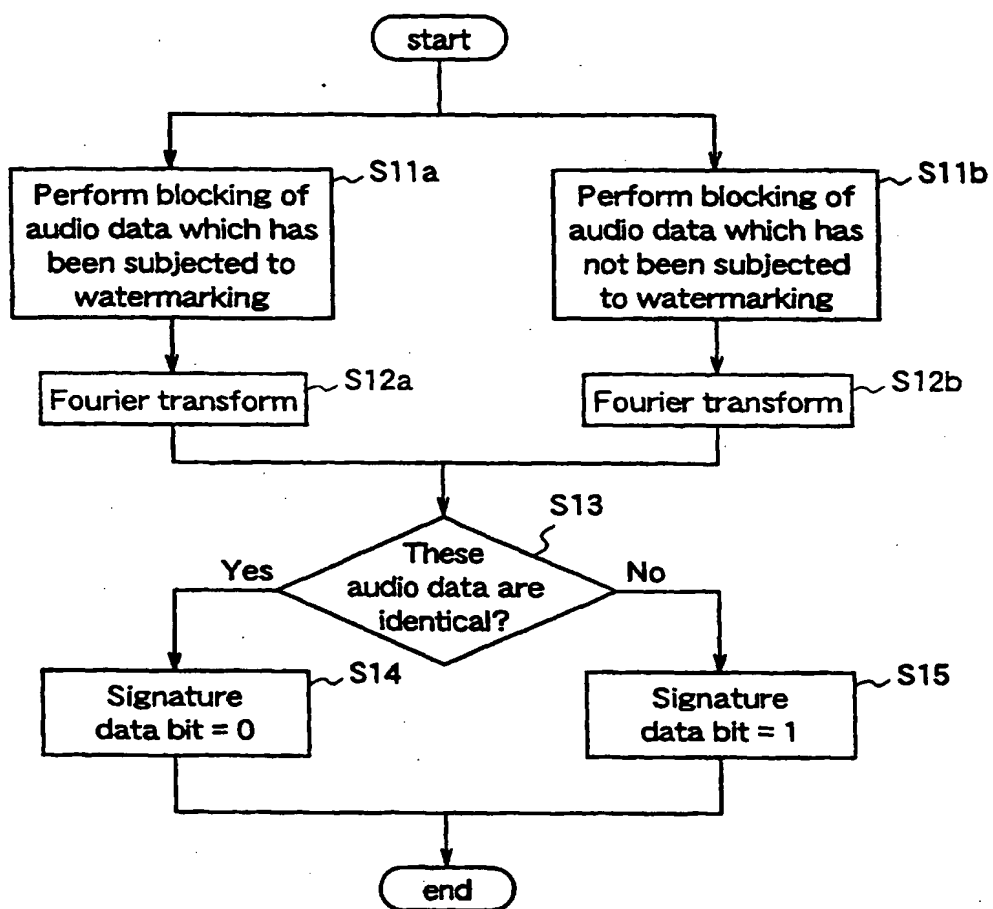 start
S11a
Perform blocking of
audio data which has
been subjected to
watermarking
S11b
Perform blocking of
audio data which has
not been subjected
to watermarking
S12a
Fourier transform
S12b
Fourier transform
S13
These
audio data are
identical?
Yes
No
S14
Signature
data bit = 0
S15
Signature
data bit = 1
end